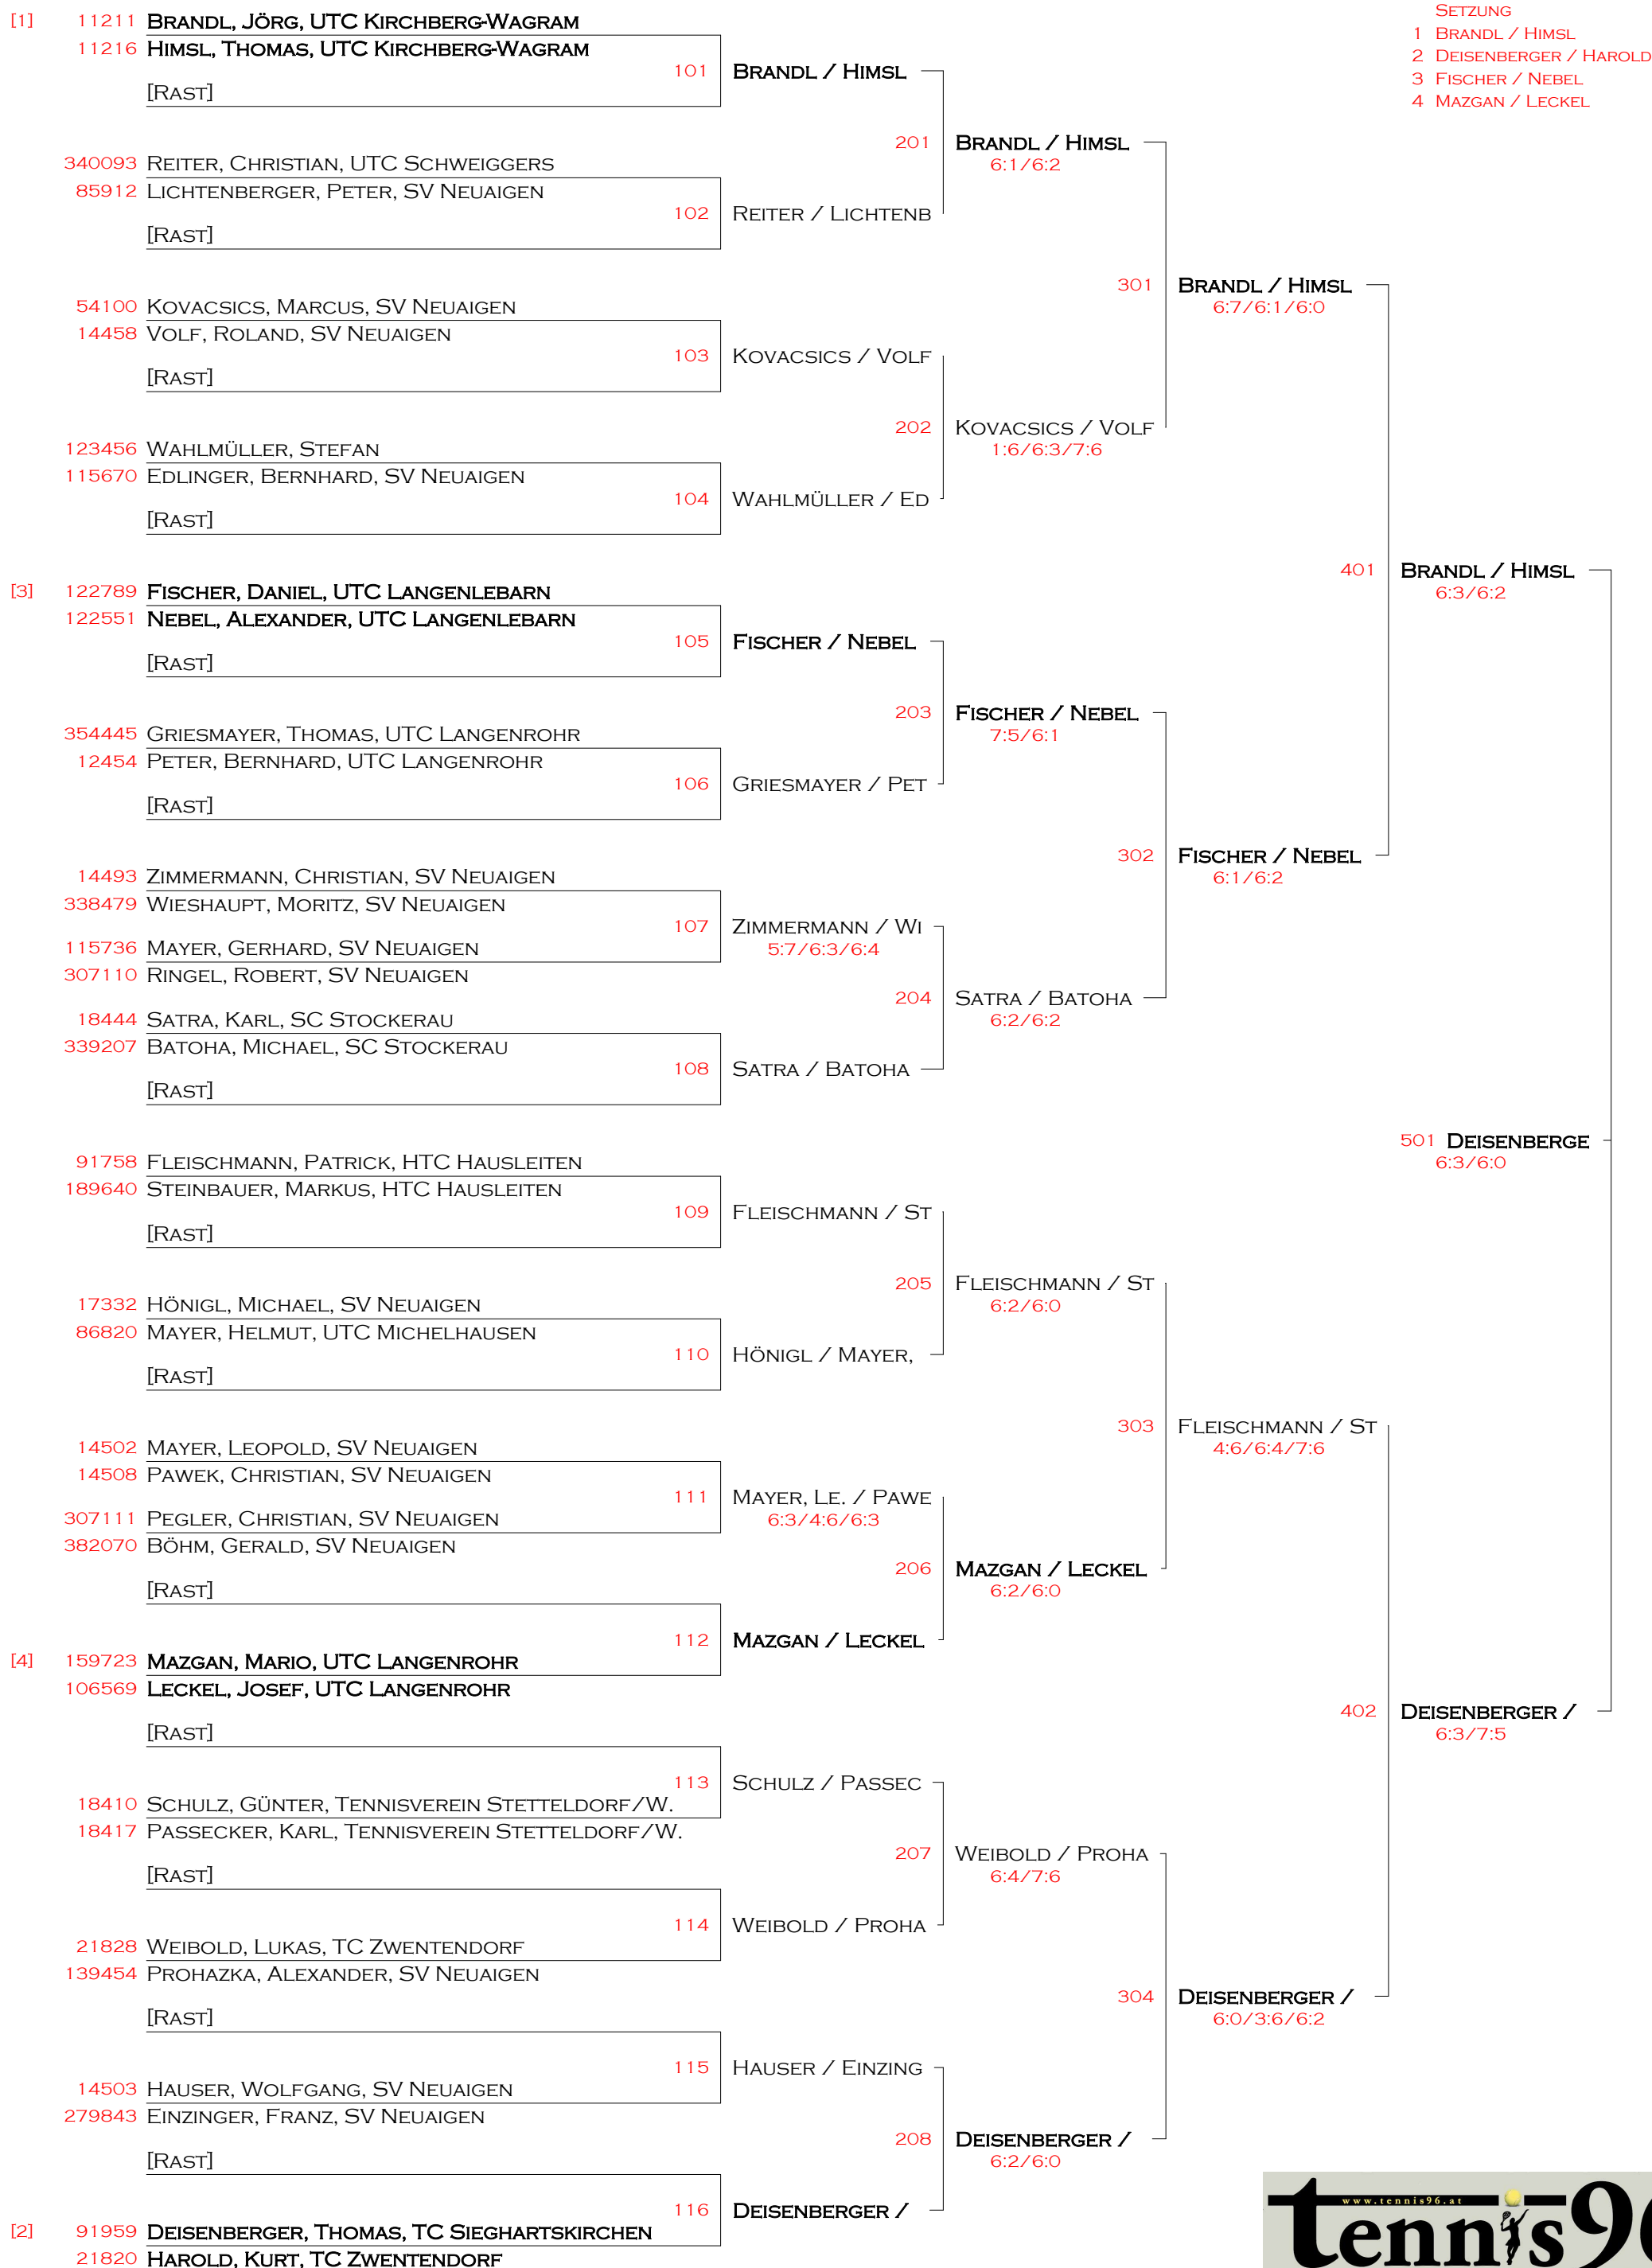 SETZUNG
1 BRANDL / HIMSL
2 DEISENBERGER / HAROLD
3 FISCHER / NEBEL
4 MAZGAN / LECKEL
[1] 11211 BRANDL, JÖRG, UTC KIRCHBERG-WAGRAM
11216 HIMSL, THOMAS, UTC KIRCHBERG-WAGRAM
101 BRANDL / HIMSL
[RAST]
201 BRANDL / HIMSL
6:1/6:2
340093 REITER, CHRISTIAN, UTC SCHWEIGGERS
85912 LICHTENBERGER, PETER, SV NEUAIGEN
102 REITER / LICHTENB
[RAST]
301 BRANDL / HIMSL
6:7/6:1/6:0
54100 KOVACSICS, MARCUS, SV NEUAIGEN
14458 VOLF, ROLAND, SV NEUAIGEN
103 KOVACSICS / VOLF
[RAST]
202 KOVACSICS / VOLF
1:6/6:3/7:6
123456 WAHLMÜLLER, STEFAN
115670 EDLINGER, BERNHARD, SV NEUAIGEN
104 WAHLMÜLLER / ED
[RAST]
401 BRANDL / HIMSL
6:3/6:2
[3] 122789 FISCHER, DANIEL, UTC LANGENLEBARN
122551 NEBEL, ALEXANDER, UTC LANGENLEBARN
105 FISCHER / NEBEL
[RAST]
203 FISCHER / NEBEL
7:5/6:1
354445 GRIESMAYER, THOMAS, UTC LANGENROHR
12454 PETER, BERNHARD, UTC LANGENROHR
106 GRIESMAYER / PET
[RAST]
302 FISCHER / NEBEL
6:1/6:2
14493 ZIMMERMANN, CHRISTIAN, SV NEUAIGEN
338479 WIESHAUPT, MORITZ, SV NEUAIGEN
107 ZIMMERMANN / WI
5:7/6:3/6:4
115736 MAYER, GERHARD, SV NEUAIGEN
307110 RINGEL, ROBERT, SV NEUAIGEN
204 SATRA / BATOHA
6:2/6:2
18444 SATRA, KARL, SC STOCKERAU
339207 BATOHA, MICHAEL, SC STOCKERAU
108 SATRA / BATOHA
[RAST]
501 DEISENBERGE
6:3/6:0
91758 FLEISCHMANN, PATRICK, HTC HAUSLEITEN
189640 STEINBAUER, MARKUS, HTC HAUSLEITEN
109 FLEISCHMANN / ST
[RAST]
205 FLEISCHMANN / ST
6:2/6:0
17332 HÖNIGL, MICHAEL, SV NEUAIGEN
86820 MAYER, HELMUT, UTC MICHELHAUSEN
110 HÖNIGL / MAYER,
[RAST]
303 FLEISCHMANN / ST
4:6/6:4/7:6
14502 MAYER, LEOPOLD, SV NEUAIGEN
14508 PAWEK, CHRISTIAN, SV NEUAIGEN
111 MAYER, LE. / PAWE
6:3/4:6/6:3
307111 PEGLER, CHRISTIAN, SV NEUAIGEN
382070 BÖHM, GERALD, SV NEUAIGEN
206 MAZGAN / LECKEL
6:2/6:0
[RAST]
112 MAZGAN / LECKEL
[4] 159723 MAZGAN, MARIO, UTC LANGENROHR
106569 LECKEL, JOSEF, UTC LANGENROHR
402 DEISENBERGER /
6:3/7:5
[RAST]
113 SCHULZ / PASSEC
18410 SCHULZ, GÜNTER, TENNISVEREIN STETTELDORF/W.
18417 PASSECKER, KARL, TENNISVEREIN STETTELDORF/W.
207 WEIBOLD / PROHA
6:4/7:6
[RAST]
114 WEIBOLD / PROHA
21828 WEIBOLD, LUKAS, TC ZWENTENDORF
139454 PROHAZKA, ALEXANDER, SV NEUAIGEN
304 DEISENBERGER /
6:0/3:6/6:2
[RAST]
115 HAUSER / EINZING
14503 HAUSER, WOLFGANG, SV NEUAIGEN
279843 EINZINGER, FRANZ, SV NEUAIGEN
208 DEISENBERGER /
6:2/6:0
[RAST]
116 DEISENBERGER /
[2] 91959 DEISENBERGER, THOMAS, TC SIEGHARTSKIRCHEN
21820 HAROLD, KURT, TC ZWENTENDORF
www.tennis96.at
tennis96